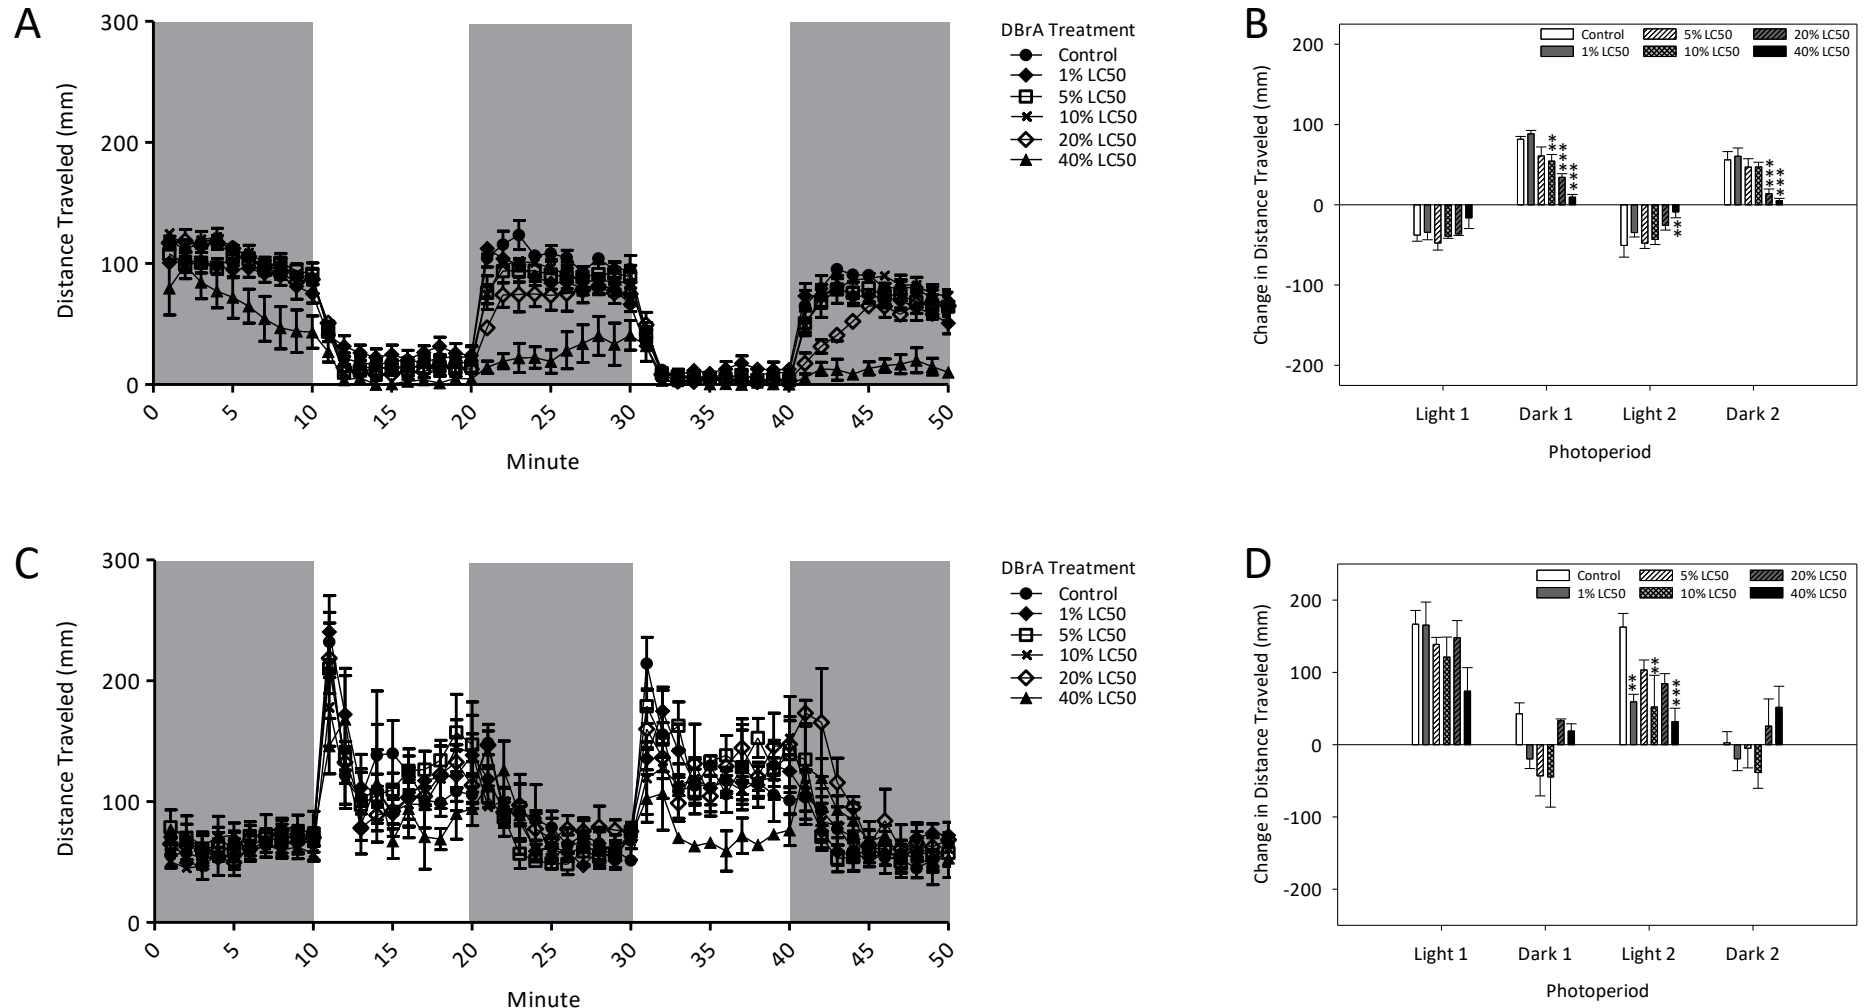 A
300
200
100
0
Distance Traveled (mm)
0 5 10 15 20 25 30 35 40 45 50
Minute
DBrA Treatment
Control
1% LC50
5% LC50
10% LC50
20% LC50
40% LC50
B
200
100
0
-100
-200
Change in Distance Traveled (mm)
Control 5% LC50 20% LC50
1% LC50 10% LC50 40% LC50
**
***
***
***
***
***
Light 1 Dark 1 Light 2 Dark 2
Photoperiod
C
300
200
100
0
Distance Traveled (mm)
0 5 10 15 20 25 30 35 40 45 50
Minute
DBrA Treatment
Control
1% LC50
5% LC50
10% LC50
20% LC50
40% LC50
D
200
100
0
-100
-200
Change in Distance Traveled (mm)
Control 5% LC50 20% LC50
1% LC50 10% LC50 40% LC50
**
**
***
Light 1 Dark 1 Light 2 Dark 2
Photoperiod